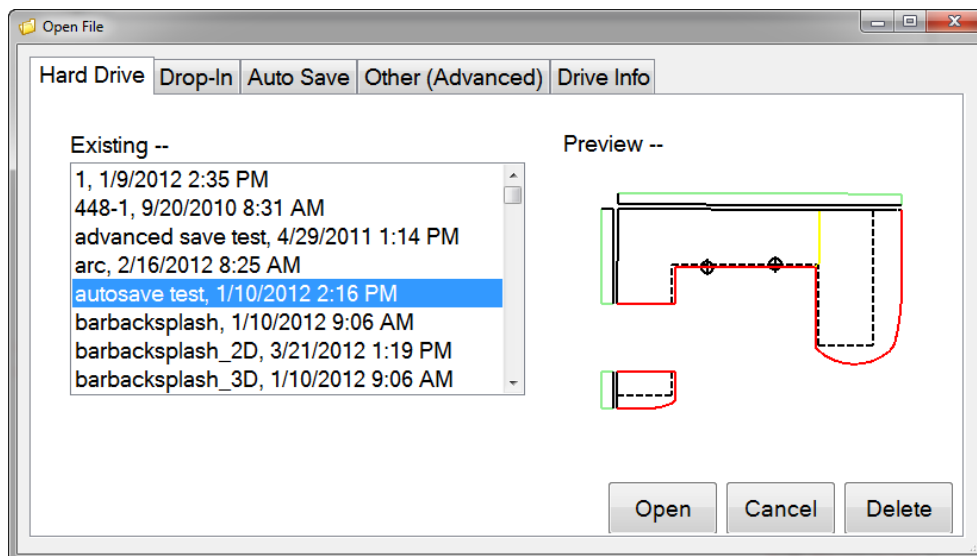 Open File
Hard Drive Drop-In Auto Save Other (Advanced) Drive Info
Existing --
Preview --
1, 1/9/2012 2:35 PM
448-1, 9/20/2010 8:31 AM
advanced save test, 4/29/2011 1:14 PM
arc, 2/16/2012 8:25 AM
autosave test, 1/10/2012 2:16 PM
barbacksplash, 1/10/2012 9:06 AM
barbacksplash_2D, 3/21/2012 1:19 PM
barbacksplash_3D, 1/10/2012 9:06 AM
Open Cancel Delete